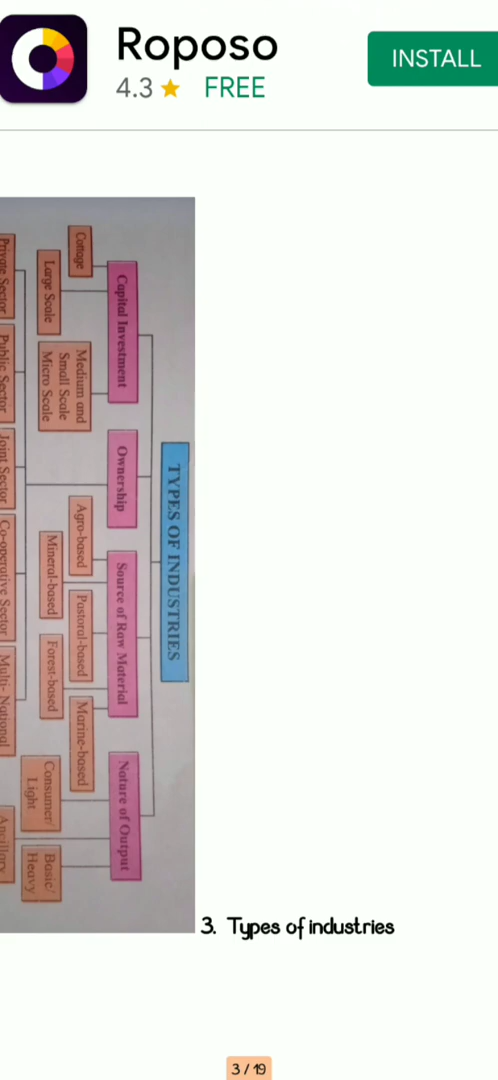 Roposo
4.3 ★ FREE
INSTALL
TYPES OF INDUSTRIES
Capital Investment
Ownership
Source of Raw Material
Nature of Output
Cottage
Large Scale
Medium and
Small Scale
Micro Scale
Agro-based
Mineral-based
Pastoral-based
Forest-based
Marine-based
Consumer/
Light
Basic/
Heavy
Private Sector
Public Sector
Joint Sector
Co-operative Sector
Multi- National
Ancillary
3. Types of industries
3 / 19